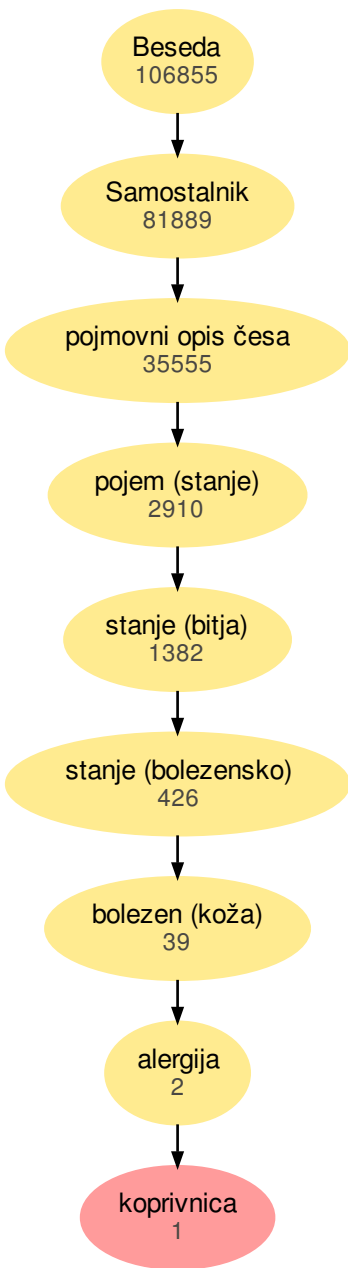 Beseda
106855
Samostalnik
81889
pojmovni opis česa
35555
pojem (stanje)
2910
stanje (bitja)
1382
stanje (bolezensko)
426
bolezen (koža)
39
alergija
2
koprivnica
1